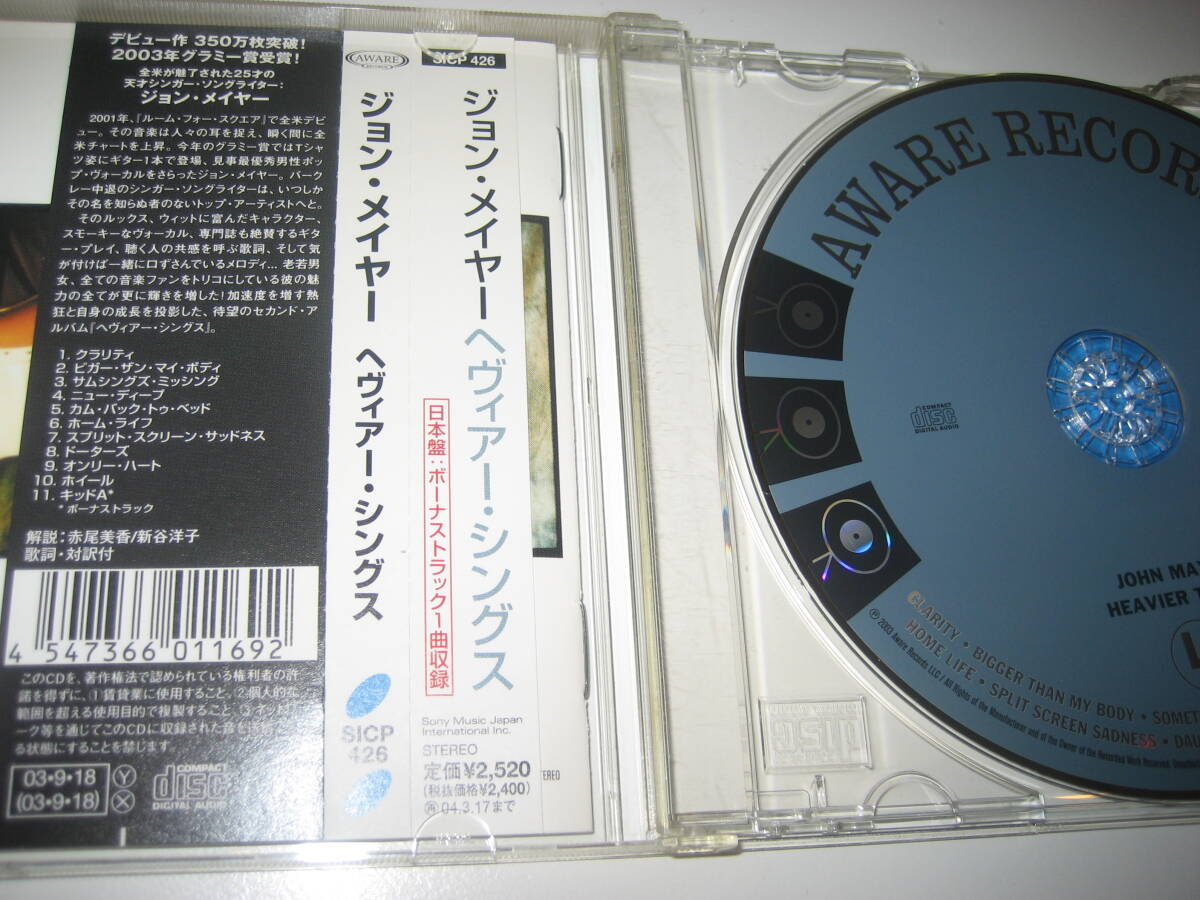 デビュー作 350万枚突破!
2003年グラミー賞受賞!
全米が魅了された25才の
天才シンガー・ソングライター:
ジョン・メイヤー
2001年、『ルーム・フォー・スクエア』で全米デビ
ュー。その音楽は人々の耳を捉え、瞬く間に全
米チャートを上昇。今年のグラミー賞ではTシャ
ツ姿にギター1本で登場、見事最優秀男性ポッ
プ・ヴォーカルをさらったジョン・メイヤー。バーク
レー中退のシンガー・ソングライターは、いつしか
その名を知らぬ者のないトップ・アーティストへと。
そのルックス、ウィットに富んだキャラクター、
スモーキーなヴォーカル、専門誌も絶賛するギタ
ー・プレイ、聴く人の共感を呼ぶ歌詞、そして気
が付けば一緒に口ずさんでいるメロディ... 老若男
女、全ての音楽ファンをトリコにしている彼の魅
力の全てが更に輝きを増した!加速度を増す熱
狂と自身の成長を投影した、待望のセカンド・ア
ルバム『ヘヴィアー・シングス』。
1. クラリティ
2. ビガー・ザン・マイ・ボディ
3. サムシングズ・ミッシング
4. ニュー・ディープ
5. カム・バック・トゥ・ベッド
6. ホーム・ライフ
7. スプリット・スクリーン・サッドネス
8. ドーターズ
9. オンリー・ハート
10. ホイール
11. キッドA*
*ボーナストラック
解説:赤尾美香/新谷洋子
歌詞・対訳付
4 547366 011692
このCDを、著作権法で認められている権利者の許
諾を得ずに、①賃貸業に使用すること、②個人的な
範囲を超える使用目的で複製すること、③ネットワ
ーク等を通じてこのCDに収録された音を送信でき
る状態にすることを禁じます。
03・9・18 Ⓨ
(03・9・18) Ⓧ
COMPACT
disc
DIGITAL AUDIO
AWARE
RECORDS
ジョン・メイヤー ヘヴィアー・シングス
SICP
426
SICP 426
ジョン・メイヤー ヘヴィアー・シングス
日本盤:ボーナストラック1曲収録
Sony Music Japan
International Inc.
STEREO
定価¥2,520
(税抜価格¥2,400)
㋐04.3.17まで
STEREO
AWARE RECOR
COMPACT
disc
DIGITAL AUDIO
JOHN MA
HEAVIER T
CLARITY • BIGGER THAN MY BODY • SOMET
HOME LIFE • SPLIT SCREEN SADNESS • DAU
℗ 2003 Aware Records LLC / All Rights of the Manufacturer and of the Owner of the Recorded Work Reserved.
disc